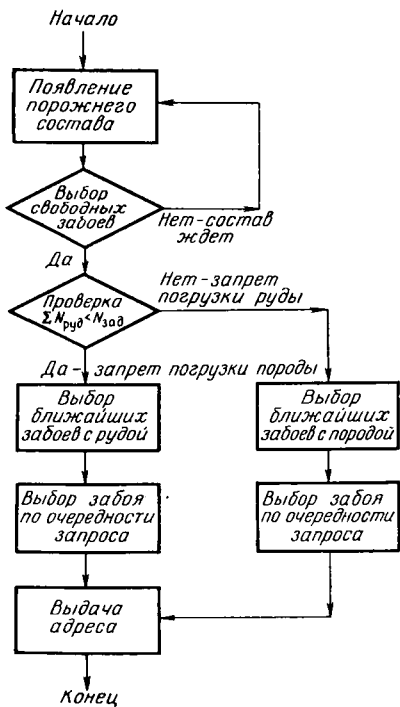 Начало
Появление
порожнего
состава
Выбор
свободных
забоев
Нет-состав
ждет
Да
Нет-запрет
погрузки руды
Проверка
Σ Nруд<Nзад
Да- запрет погрузки породы
Выбор
ближайших
забоев с рудой
Выбор
ближайших
забоев с породой
Выбор забоя
по очередности
запроса
Выбор забоя
по очередности
запроса
Выдача
адреса
Конец